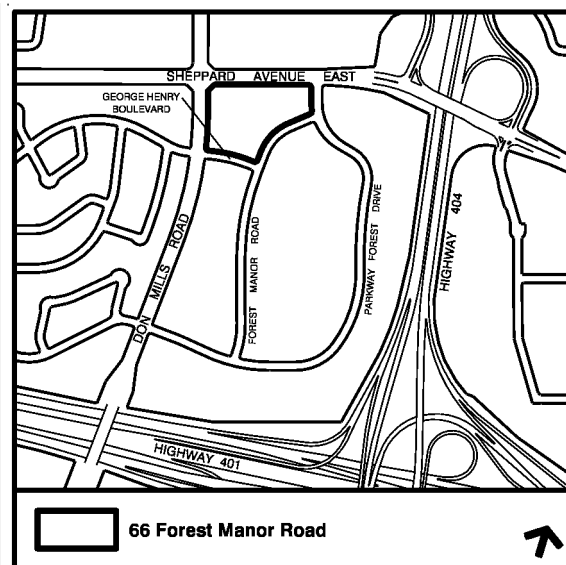 SHEPPARD AVENUE EAST
GEORGE HENRY
BOULEVARD
DON MILLS ROAD
FOREST MANOR ROAD
PARKWAY FOREST DRIVE
HIGHWAY 404
HIGHWAY 401
66 Forest Manor Road